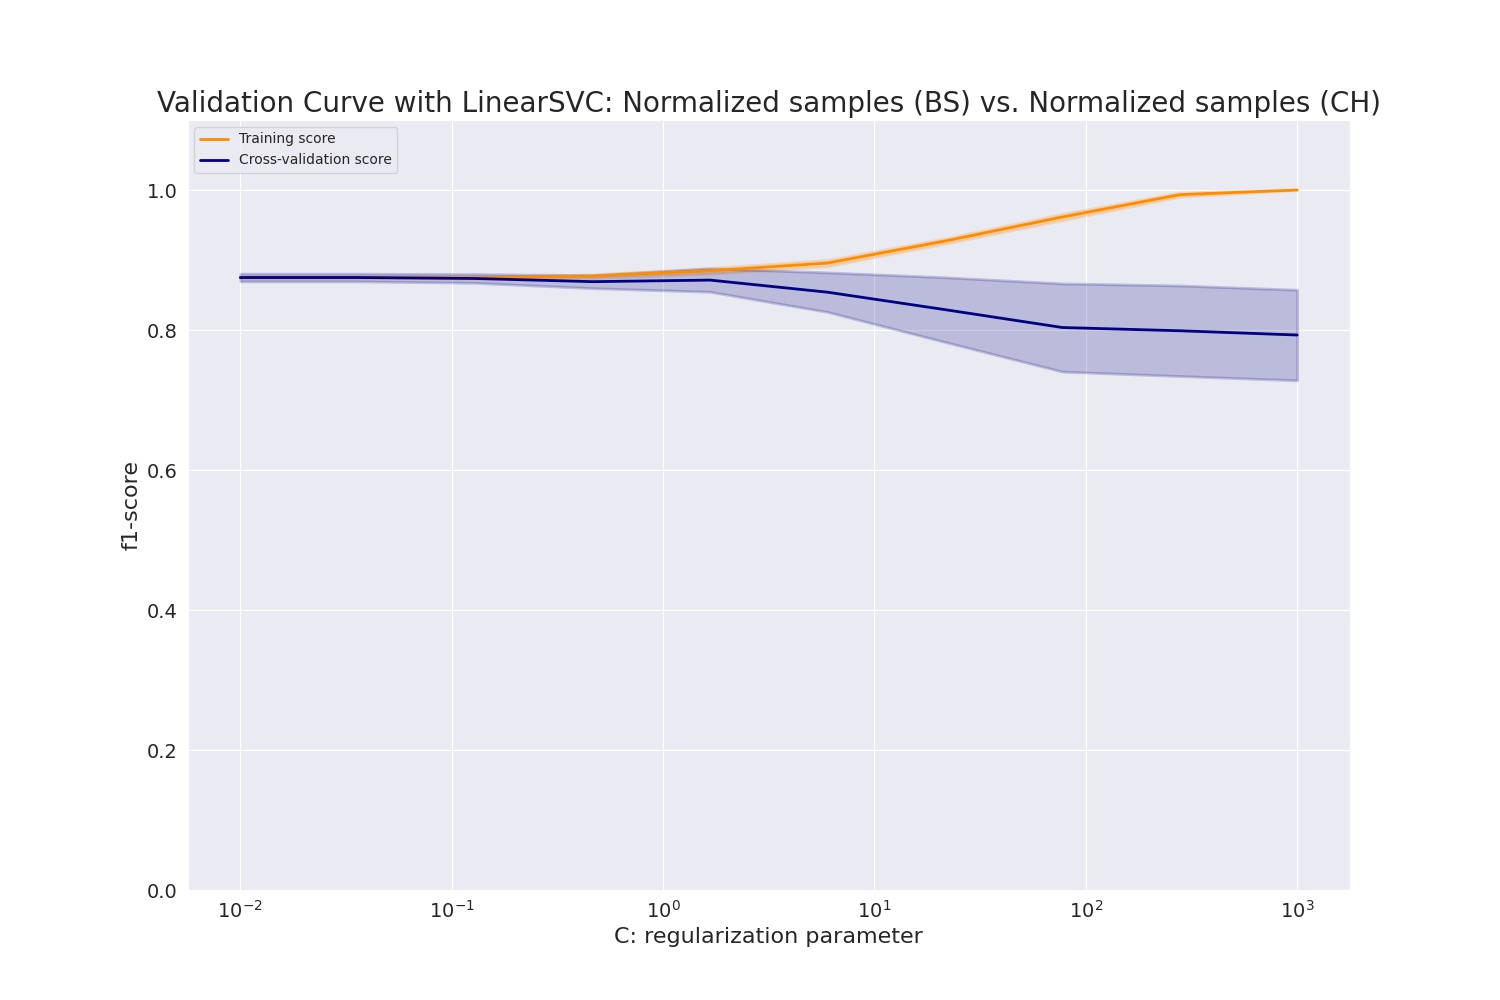 Validation Curve with LinearSVC: Normalized samples (BS) vs. Normalized samples (CH)
Training score
Cross-validation score
f1-score
1.0
0.8
0.6
0.4
0.2
0.0
10⁻² 10⁻¹ 10⁰ 10¹ 10² 10³
C: regularization parameter